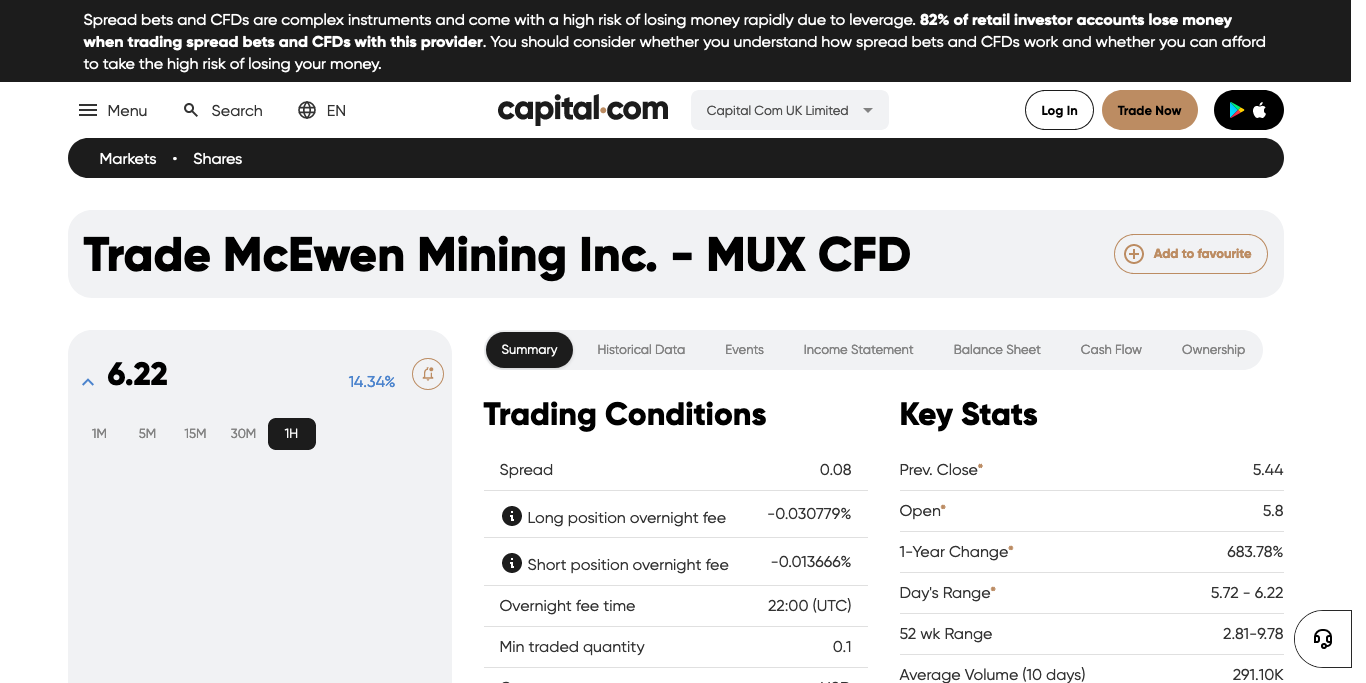 Spread bets and CFDs are complex instruments and come with a high risk of losing money rapidly due to leverage. 82% of retail investor accounts lose money
when trading spread bets and CFDs with this provider. You should consider whether you understand how spread bets and CFDs work and whether you can afford
to take the high risk of losing your money.
Menu Search EN capital.com Capital Com UK Limited Log In Trade Now
Markets • Shares
Trade McEwen Mining Inc. - MUX CFD Add to favourite
6.22 14.34%
1M 5M 15M 30M 1H
Summary Historical Data Events Income Statement Balance Sheet Cash Flow Ownership
Trading Conditions
Spread 0.08
Long position overnight fee -0.030779%
Short position overnight fee -0.013666%
Overnight fee time 22:00 (UTC)
Min traded quantity 0.1
Key Stats
Prev. Close* 5.44
Open* 5.8
1-Year Change* 683.78%
Day's Range* 5.72 - 6.22
52 wk Range 2.81-9.78
Average Volume (10 days) 291.10K